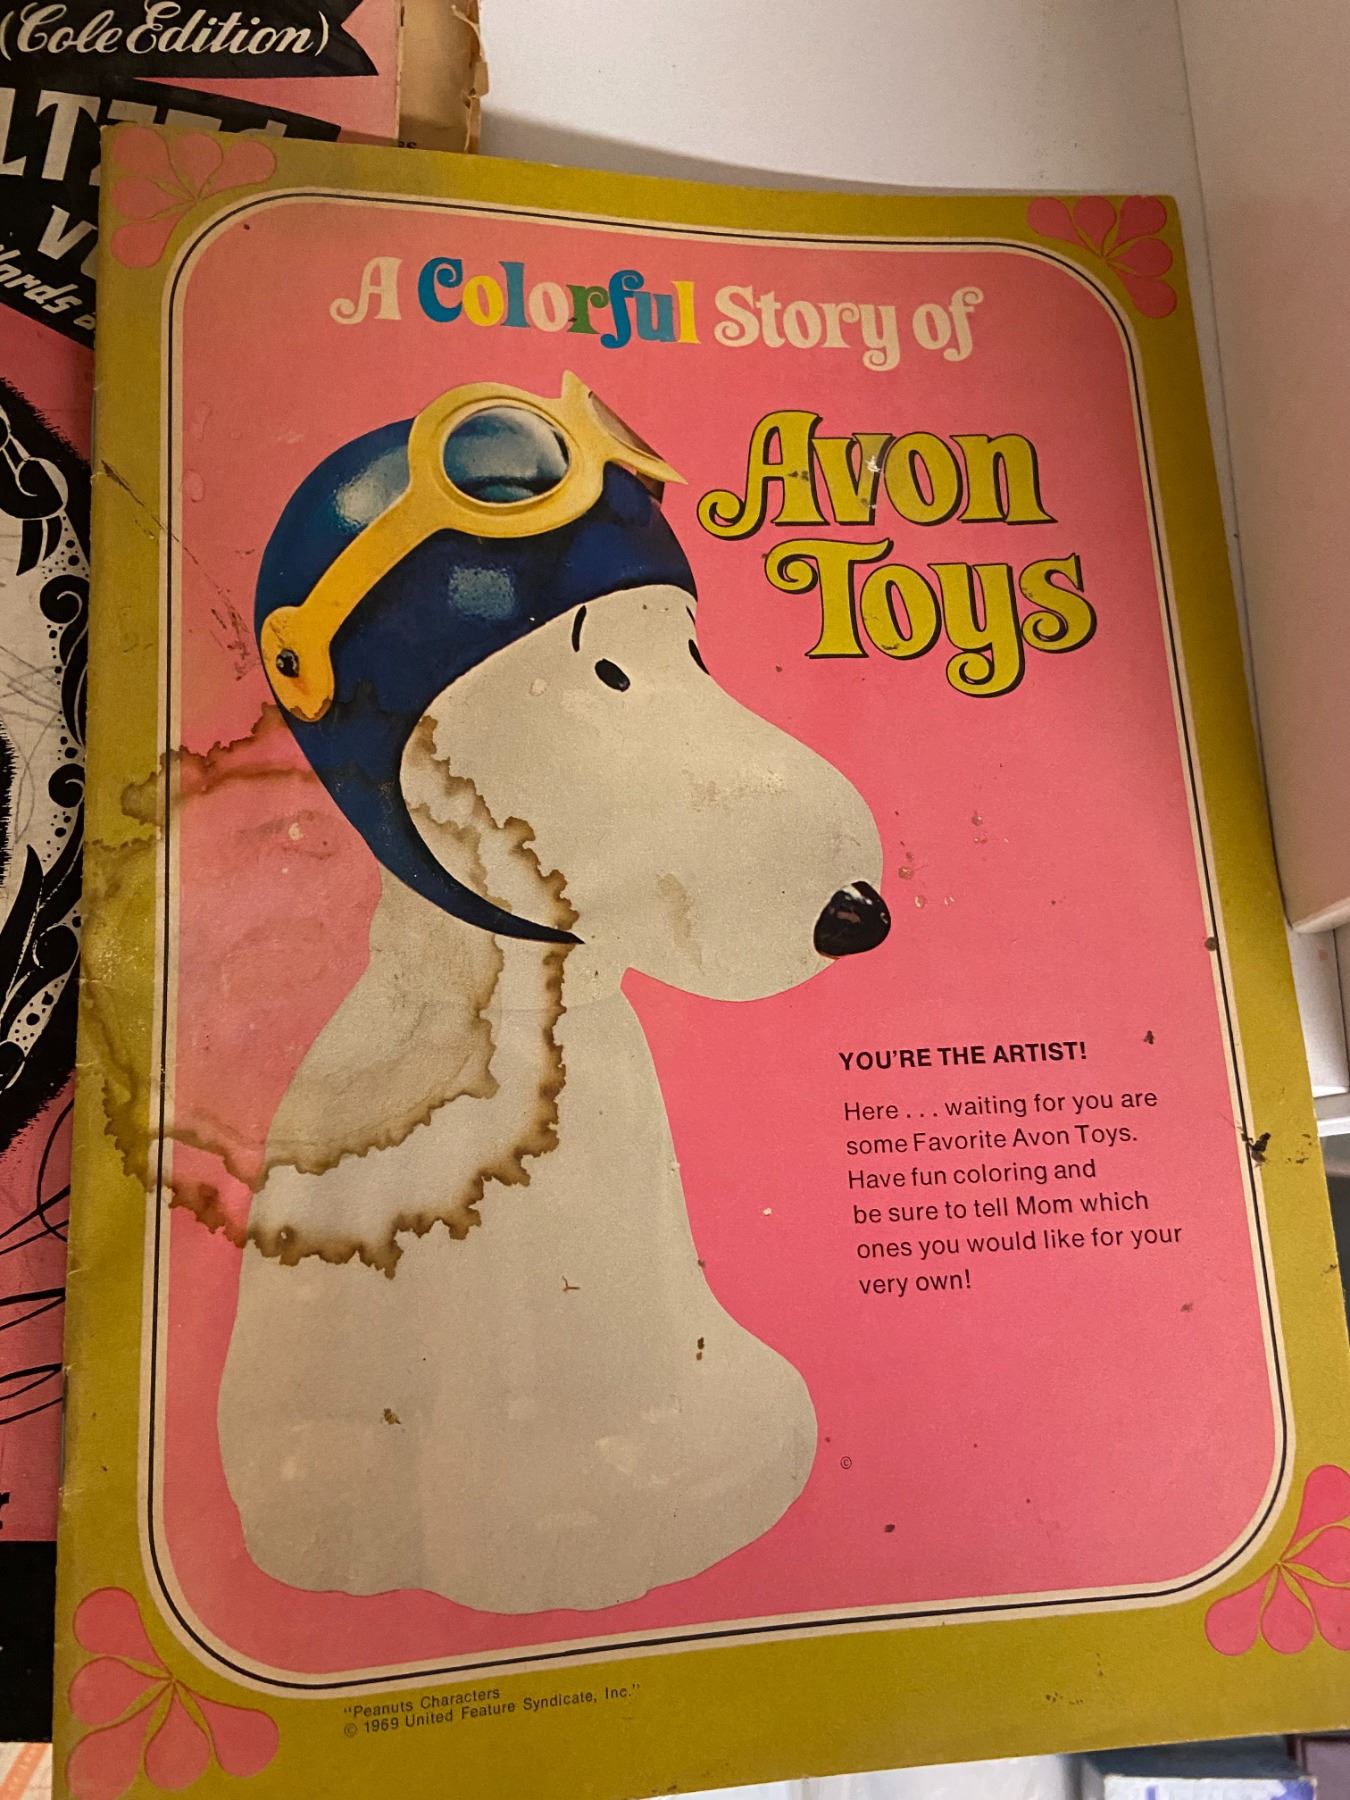 (Cole Edition)
A Colorful Story of
Avon
Toys
YOU'RE THE ARTIST!
Here ... waiting for you are
some Favorite Avon Toys.
Have fun coloring and
be sure to tell Mom which
ones you would like for your
very own!
©
"Peanuts Characters
© 1969 United Feature Syndicate, Inc."